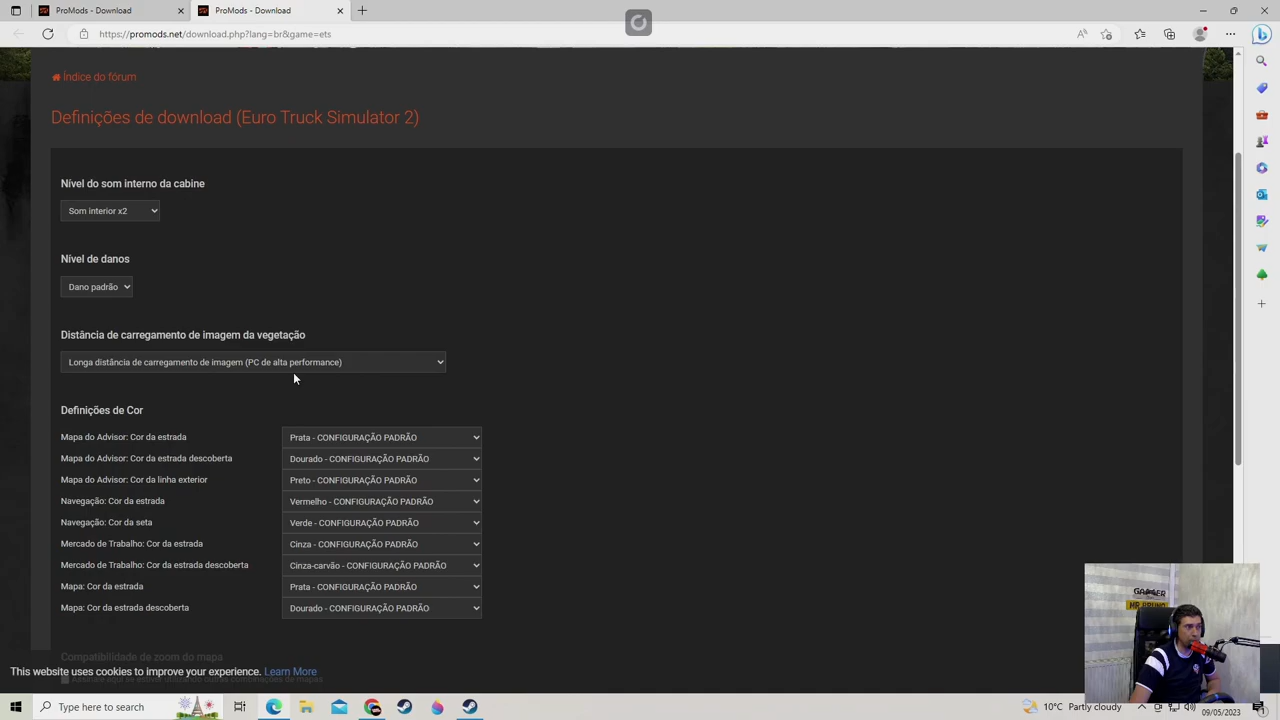 ProMods - Download
ProMods - Download
https://promods.net/download.php?lang=br&game=ets
Índice do fórum
Definições de download (Euro Truck Simulator 2)
Nível do som interno da cabine
Som interior x2
Nível de danos
Dano padrão
Distância de carregamento de imagem da vegetação
Longa distância de carregamento de imagem (PC de alta performance)
Definições de Cor
Mapa do Advisor: Cor da estrada Prata - CONFIGURAÇÃO PADRÃO
Mapa do Advisor: Cor da estrada descoberta Dourado - CONFIGURAÇÃO PADRÃO
Mapa do Advisor: Cor da linha exterior Preto - CONFIGURAÇÃO PADRÃO
Navegação: Cor da estrada Vermelho - CONFIGURAÇÃO PADRÃO
Navegação: Cor da seta Verde - CONFIGURAÇÃO PADRÃO
Mercado de Trabalho: Cor da estrada Cinza - CONFIGURAÇÃO PADRÃO
Mercado de Trabalho: Cor da estrada descoberta Cinza-carvão - CONFIGURAÇÃO PADRÃO
Mapa: Cor da estrada Prata - CONFIGURAÇÃO PADRÃO
Mapa: Cor da estrada descoberta Dourado - CONFIGURAÇÃO PADRÃO
Compatibilidade de zoom do mapa
This website uses cookies to improve your experience. Learn More
GAMER
MR BRUNO
Type here to search
10°C Partly cloudy
09/05/2023